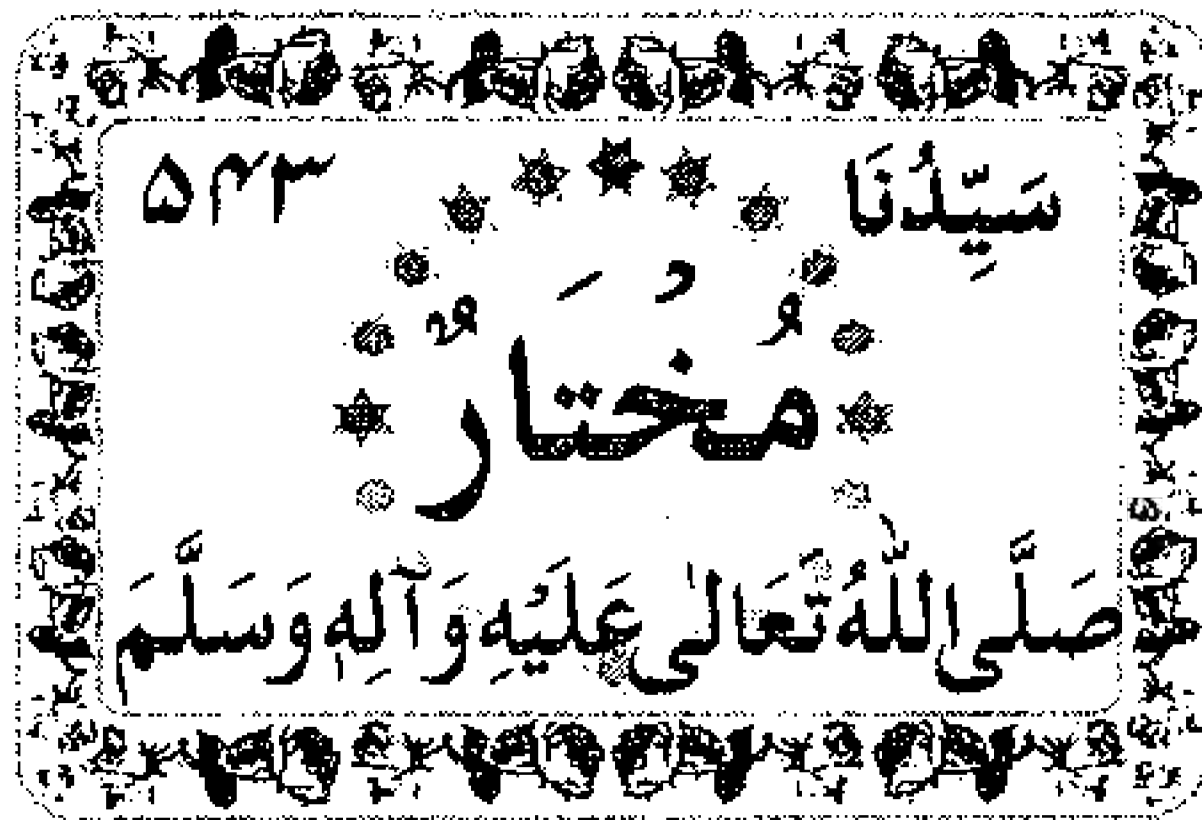 سَيِّدُنَا ۵۴۳
مُخْتَارٌ
صَلَّى اللّٰهُ تَعَالٰى عَلَيْهِ وَآلِهٖ وَسَلَّمَ